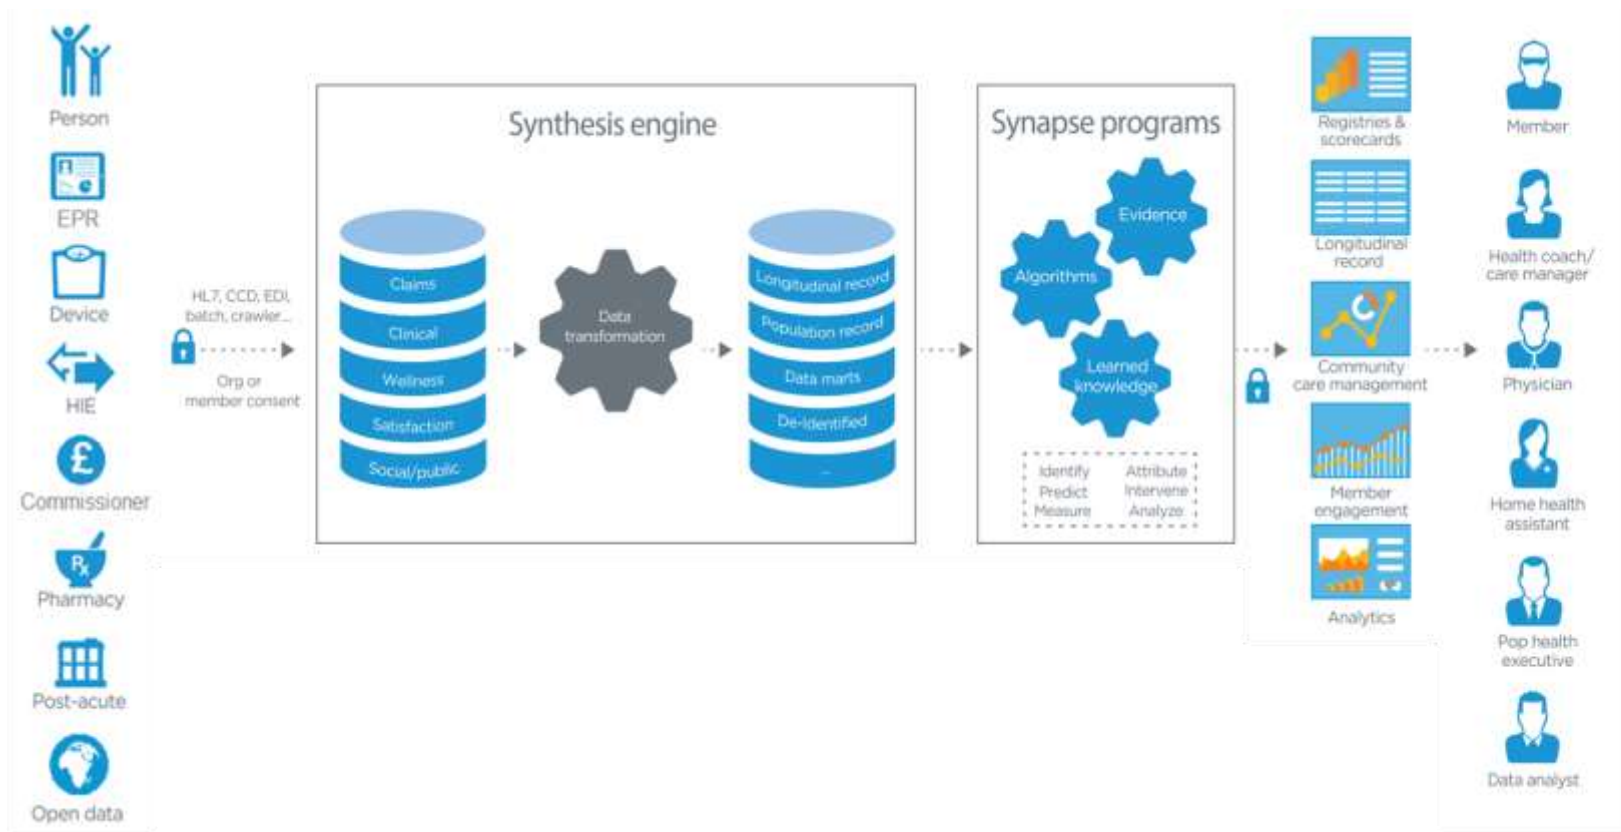 Person
EPR
Device
HIE
£
Commissioner
Rx
Pharmacy
Post-acute
Open data
HL7, CCD, EDI,
batch, crawler...
Org or
member consent
Synthesis engine
Claims
Clinical
Wellness
Satisfaction
Social/public
Data
transformation
Longitudinal record
Population record
Data marts
De-identified
...
Synapse programs
Evidence
Algorithms
Learned
knowledge
Identify Attribute
Predict Intervene
Measure Analyze
Registries &
scorecards
Longitudinal
record
Community
care management
Member
engagement
Analytics
Member
Health coach/
care manager
Physician
Home health
assistant
Pop health
executive
Data analyst